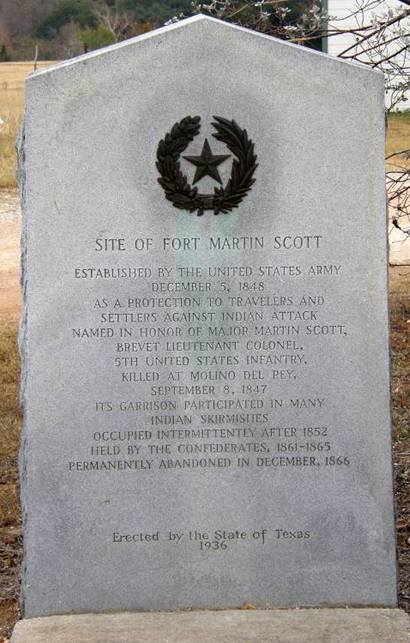 SITE OF FORT MARTIN SCOTT
ESTABLISHED BY THE UNITED STATES ARMY
DECEMBER 5, 1848
AS A PROTECTION TO TRAVELERS AND
SETTLERS AGAINST INDIAN ATTACK
NAMED IN HONOR OF MAJOR MARTIN SCOTT,
BREVET LIEUTENANT COLONEL,
5TH UNITED STATES INFANTRY,
KILLED AT MOLINO DEL REY,
SEPTEMBER 8, 1847
ITS GARRISON PARTICIPATED IN MANY
INDIAN SKIRMISHES
OCCUPIED INTERMITTENTLY AFTER 1852
HELD BY THE CONFEDERATES, 1861-1865
PERMANENTLY ABANDONED IN DECEMBER, 1866
Erected by the State of Texas
1936